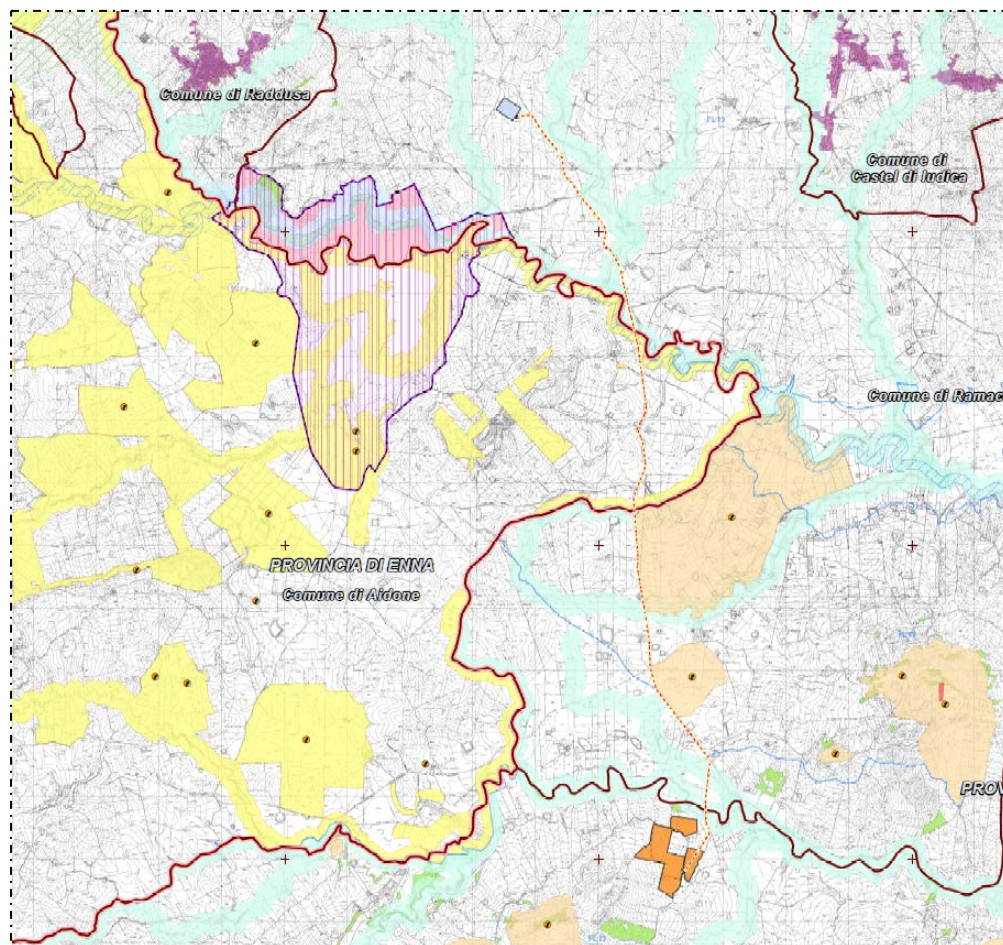 Comune di Raddusa
Comune di
Castel di Iudica
Comune di Ramac
PROVINCIA DI ENNA
Comune di Aidone
PROV